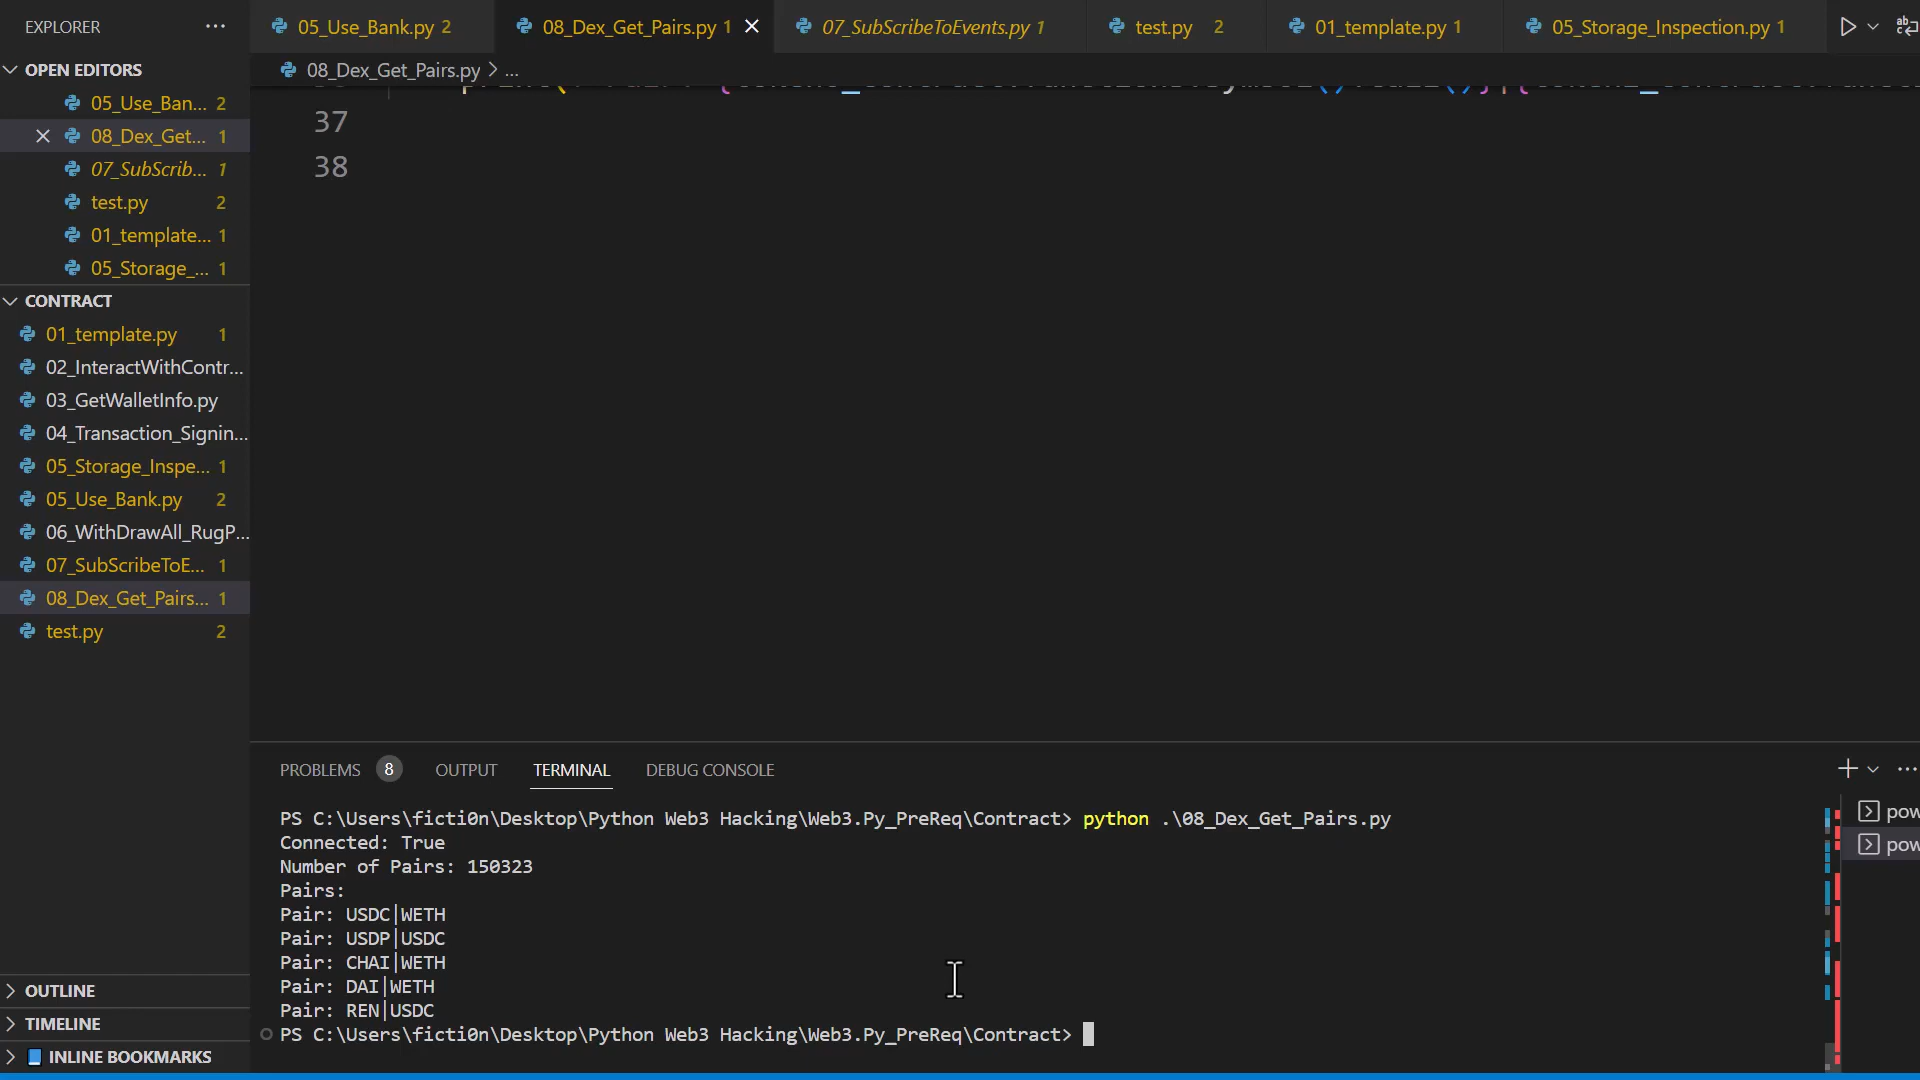 EXPLORER
05_Use_Bank.py 2
08_Dex_Get_Pairs.py 1
07_SubScribeToEvents.py 1
test.py 2
01_template.py 1
05_Storage_Inspection.py 1
OPEN EDITORS
08_Dex_Get_Pairs.py > ...
05_Use_Ban... 2
08_Dex_Get... 1
07_SubScrib... 1
test.py 2
01_template... 1
05_Storage_... 1
37
38
CONTRACT
01_template.py 1
02_InteractWithContr...
03_GetWalletInfo.py
04_Transaction_Signin...
05_Storage_Inspe... 1
05_Use_Bank.py 2
06_WithDrawAll_RugP...
07_SubScribeToE... 1
08_Dex_Get_Pairs... 1
test.py 2
OUTLINE
TIMELINE
INLINE BOOKMARKS
PROBLEMS 8 OUTPUT TERMINAL DEBUG CONSOLE
PS C:\Users\ficti0n\Desktop\Python Web3 Hacking\Web3.Py_PreReq\Contract> python .\08_Dex_Get_Pairs.py
Connected: True
Number of Pairs: 150323
Pairs:
Pair: USDC|WETH
Pair: USDP|USDC
Pair: CHAI|WETH
Pair: DAI|WETH
Pair: REN|USDC
PS C:\Users\ficti0n\Desktop\Python Web3 Hacking\Web3.Py_PreReq\Contract>
pow
pow